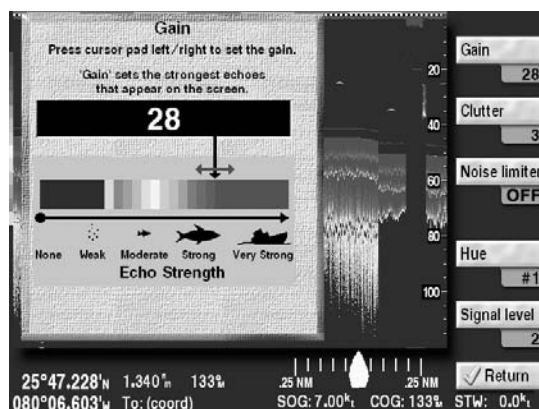 Gain
Press cursor pad left/right to set the gain.
'Gain' sets the strongest echoes
that appear on the screen.
28
None Weak Moderate Strong Very Strong
Echo Strength
20
40
60
80
100
Gain
28
Clutter
3
Noise limiter
OFF
Hue
#1
Signal level
2
Return
25°47.228'N 1.340 133°M .25 NM .25 NM
080°06.603'W To: (coord) SOG: 7.00kt COG: 133°M STW: 0.0kt